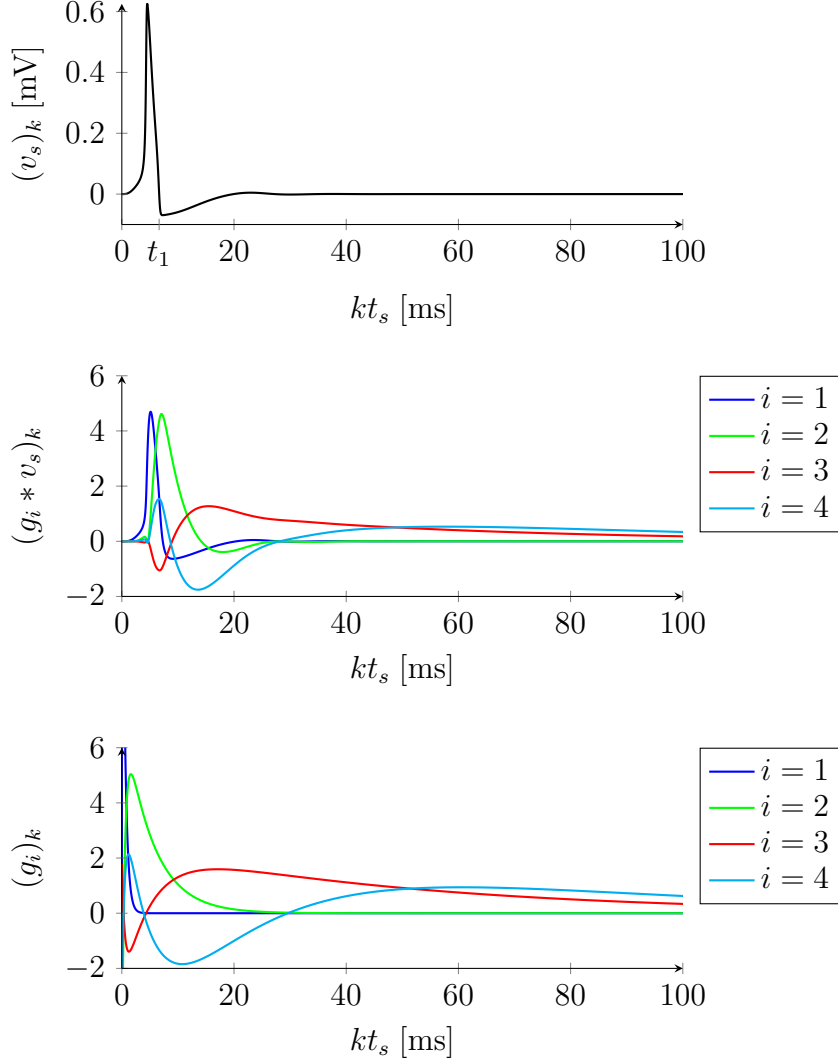 0.6
0.4
0.2
0
(v_s)_k [mV]
0 t_1 20 40 60 80 100
kt_s [ms]
6
4
2
0
−2
(g_i * v_s)_k
0 20 40 60 80 100
kt_s [ms]
i = 1
i = 2
i = 3
i = 4
6
4
2
0
−2
(g_i)_k
0 20 40 60 80 100
kt_s [ms]
i = 1
i = 2
i = 3
i = 4